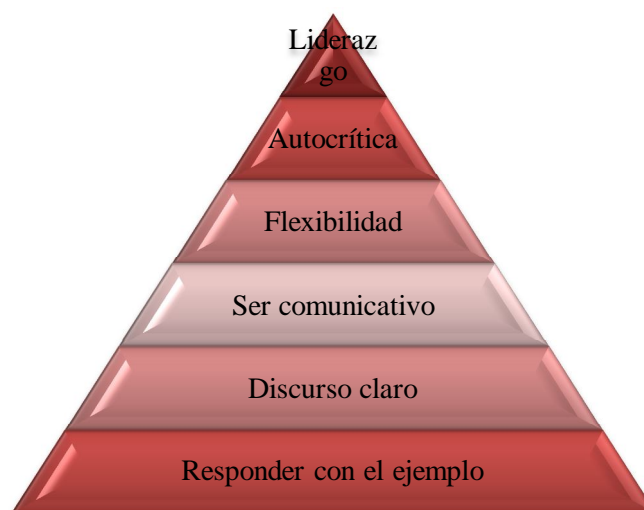 Lideraz
go
Autocrítica
Flexibilidad
Ser comunicativo
Discurso claro
Responder con el ejemplo